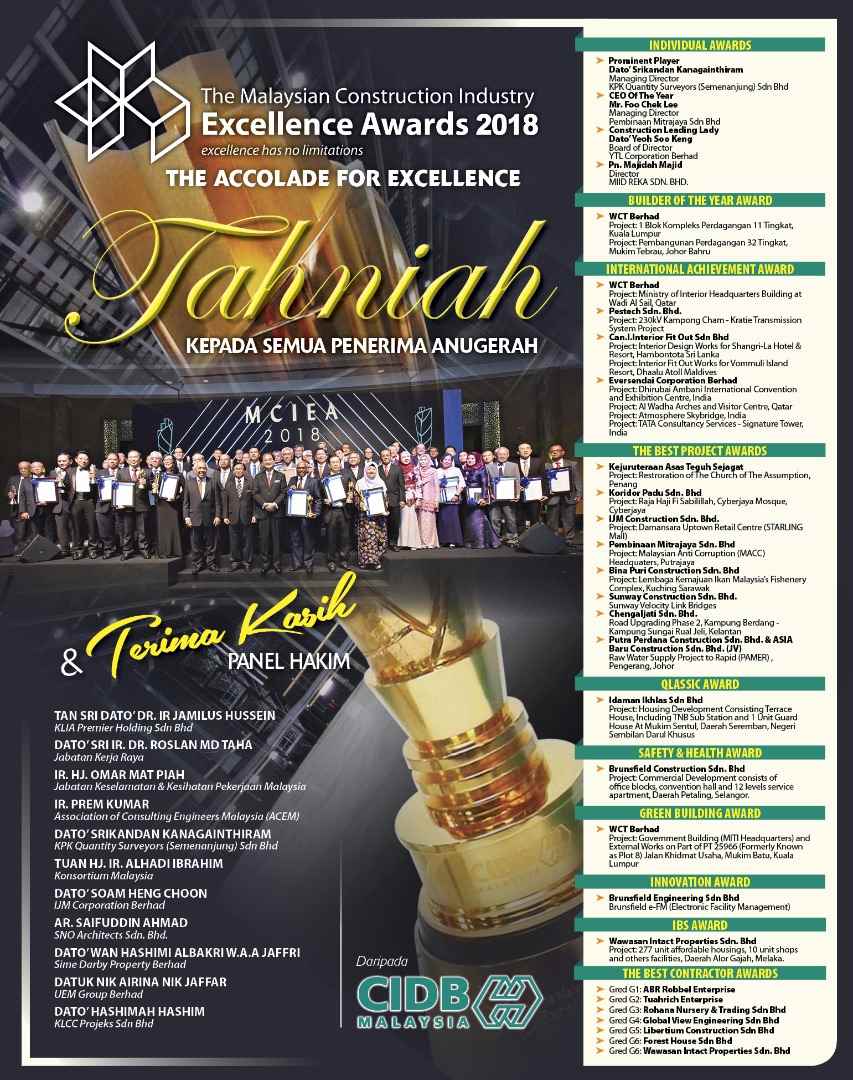 The Malaysian Construction Industry
Excellence Awards 2018
excellence has no limitations
THE ACCOLADE FOR EXCELLENCE
Tahniah
KEPADA SEMUA PENERIMA ANUGERAH
MCIEA
2018
& Terima Kasih
PANEL HAKIM
TAN SRI DATO' DR. IR JAMILUS HUSSEIN
KLIA Premier Holding Sdn Bhd
DATO' SRI IR. DR. ROSLAN MD TAHA
Jabatan Kerja Raya
IR. HJ. OMAR MAT PIAH
Jabatan Keselamatan & Kesihatan Pekerjaan Malaysia
IR. PREM KUMAR
Association of Consulting Engineers Malaysia (ACEM)
DATO' SRIKANDAN KANAGAINTHIRAM
KPK Quantity Surveyors (Semenanjung) Sdn Bhd
TUAN HJ. IR. ALHADI IBRAHIM
Konsortium Malaysia
DATO' SOAM HENG CHOON
IJM Corporation Berhad
AR. SAIFUDDIN AHMAD
SNO Architects Sdn. Bhd.
DATO' WAN HASHIMI ALBAKRI W.A.A JAFFRI
Sime Darby Property Berhad
DATUK NIK AIRINA NIK JAFFAR
UEM Group Berhad
DATO' HASHIMAH HASHIM
KLCC Projeks Sdn Bhd
Daripada
CIDB
MALAYSIA
INDIVIDUAL AWARDS
Prominent Player
Dato' Srikandan Kanagainthiram
Managing Director
KPK Quantity Surveyors (Semenanjung) Sdn Bhd
CEO Of The Year
Mr. Foo Chek Lee
Managing Director
Pembinaan Mitrajaya Sdn Bhd
Construction Leading Lady
Dato' Yeoh Soo Keng
Board of Director
YTL Corporation Berhad
Pn. Majidah Majid
Director
MIID REKA SDN. BHD.
BUILDER OF THE YEAR AWARD
WCT Berhad
Project: 1 Blok Kompleks Perdagangan 11 Tingkat,
Kuala Lumpur
Project: Pembangunan Perdagangan 32 Tingkat,
Mukim Tebrau, Johor Bahru
INTERNATIONAL ACHIEVEMENT AWARD
WCT Berhad
Project: Ministry of Interior Headquarters Building at
Wadi Al Sail, Qatar
Pestech Sdn. Bhd.
Project: 230kV Kampong Cham - Kratie Transmission
System Project
Can.I.Interior Fit Out Sdn Bhd
Project: Interior Design Works for Shangri-La Hotel &
Resort, Hambontota Sri Lanka
Project: Interior Fit Out Works for Vommuli Island
Resort, Dhaalu Atoll Maldives
Eversendai Corporation Berhad
Project: Dhirubai Ambani International Convention
and Exhibition Centre, India
Project: Al Wadha Arches and Visitor Centre, Qatar
Project: Atmosphere Skybridge, India
Project: TATA Consultancy Services - Signature Tower,
India
THE BEST PROJECT AWARDS
Kejuruteraan Asas Teguh Sejagat
Project: Restroration of The Church of The Assumption,
Penang
Koridor Padu Sdn. Bhd
Project: Raja Haji Fi Sabilillah, Cyberjaya Mosque,
Cyberjaya
IJM Construction Sdn. Bhd.
Project: Damansara Uptown Retail Centre (STARLING
Mall)
Pembinaan Mitrajaya Sdn. Bhd
Project: Malaysian Anti Corruption (MACC)
Headquaters, Putrajaya
Bina Puri Construction Sdn. Bhd
Project: Lembaga Kemajuan Ikan Malaysia's Fishenery
Complex, Kuching Sarawak
Sunway Construction Sdn. Bhd.
Sunway Velocity Link Bridges
Chengaljati Sdn. Bhd.
Road Upgrading Phase 2, Kampung Berdang -
Kampung Sungai Rual Jeli, Kelantan
Putra Perdana Construction Sdn. Bhd. & ASIA
Baru Construction Sdn. Bhd. (JV)
Raw Water Supply Project to Rapid (PAMER) ,
Pengerang, Johor
QLASSIC AWARD
Idaman Ikhlas Sdn Bhd
Project: Housing Development Consisting Terrace
House, Including TNB Sub Station and 1 Unit Guard
House At Mukim Sentul, Daerah Seremban, Negeri
Sembilan Darul Khusus
SAFETY & HEALTH AWARD
Brunsfield Construction Sdn. Bhd
Project: Commercial Development consists of
office blocks, convention hall and 12 levels service
apartment, Daerah Petaling, Selangor.
GREEN BUILDING AWARD
WCT Berhad
Project: Government Building (MITI Headquarters) and
External Works on Part of PT 25966 (Formerly Known
as Plot 8) Jalan Khidmat Usaha, Mukim Batu, Kuala
Lumpur
INNOVATION AWARD
Brunsfield Engineering Sdn Bhd
Brunsfield e-FM (Electronic Facility Management)
IBS AWARD
Wawasan Intact Properties Sdn. Bhd
Project: 277 unit affordable housings, 10 unit shops
and others facilities, Daerah Alor Gajah, Melaka.
THE BEST CONTRACTOR AWARDS
Gred G1: ABR Robbel Enterprise
Gred G2: Tuahrich Enterprise
Gred G3: Rohana Nursery & Trading Sdn Bhd
Gred G4: Global View Engineering Sdn Bhd
Gred G5: Libertium Construction Sdn Bhd
Gred G6: Forest House Sdn Bhd
Gred G6: Wawasan Intact Properties Sdn. Bhd